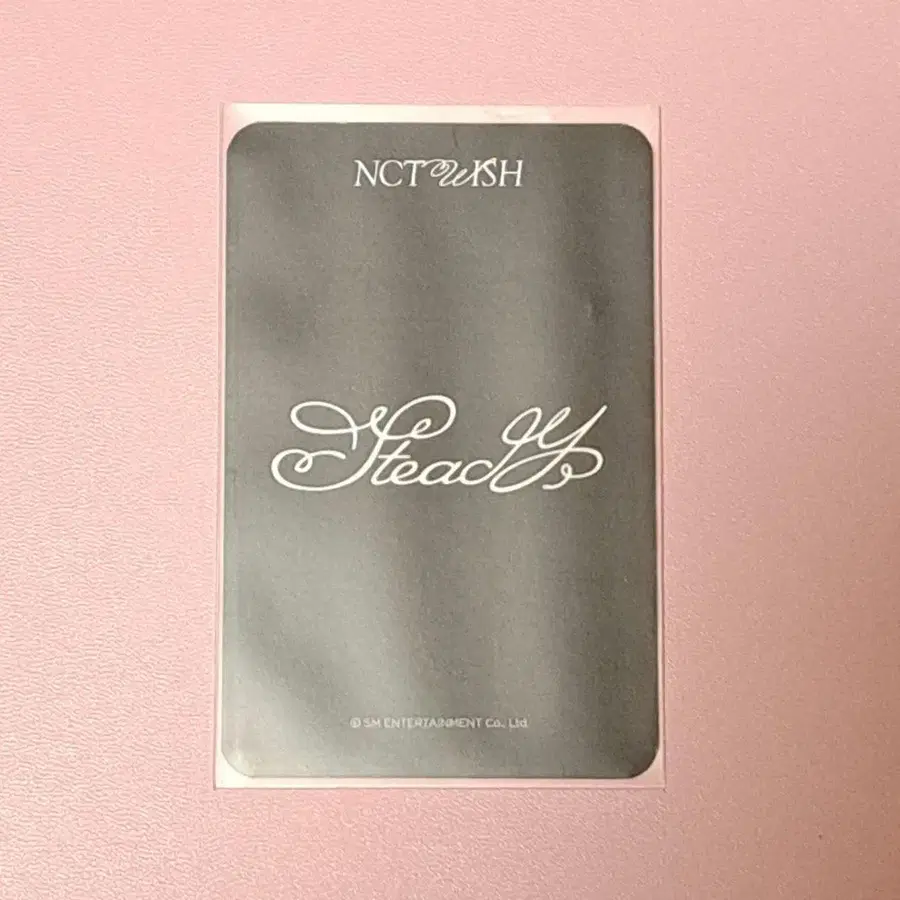 NCT WISH
Steady
© SM ENTERTAINMENT Co., Ltd.